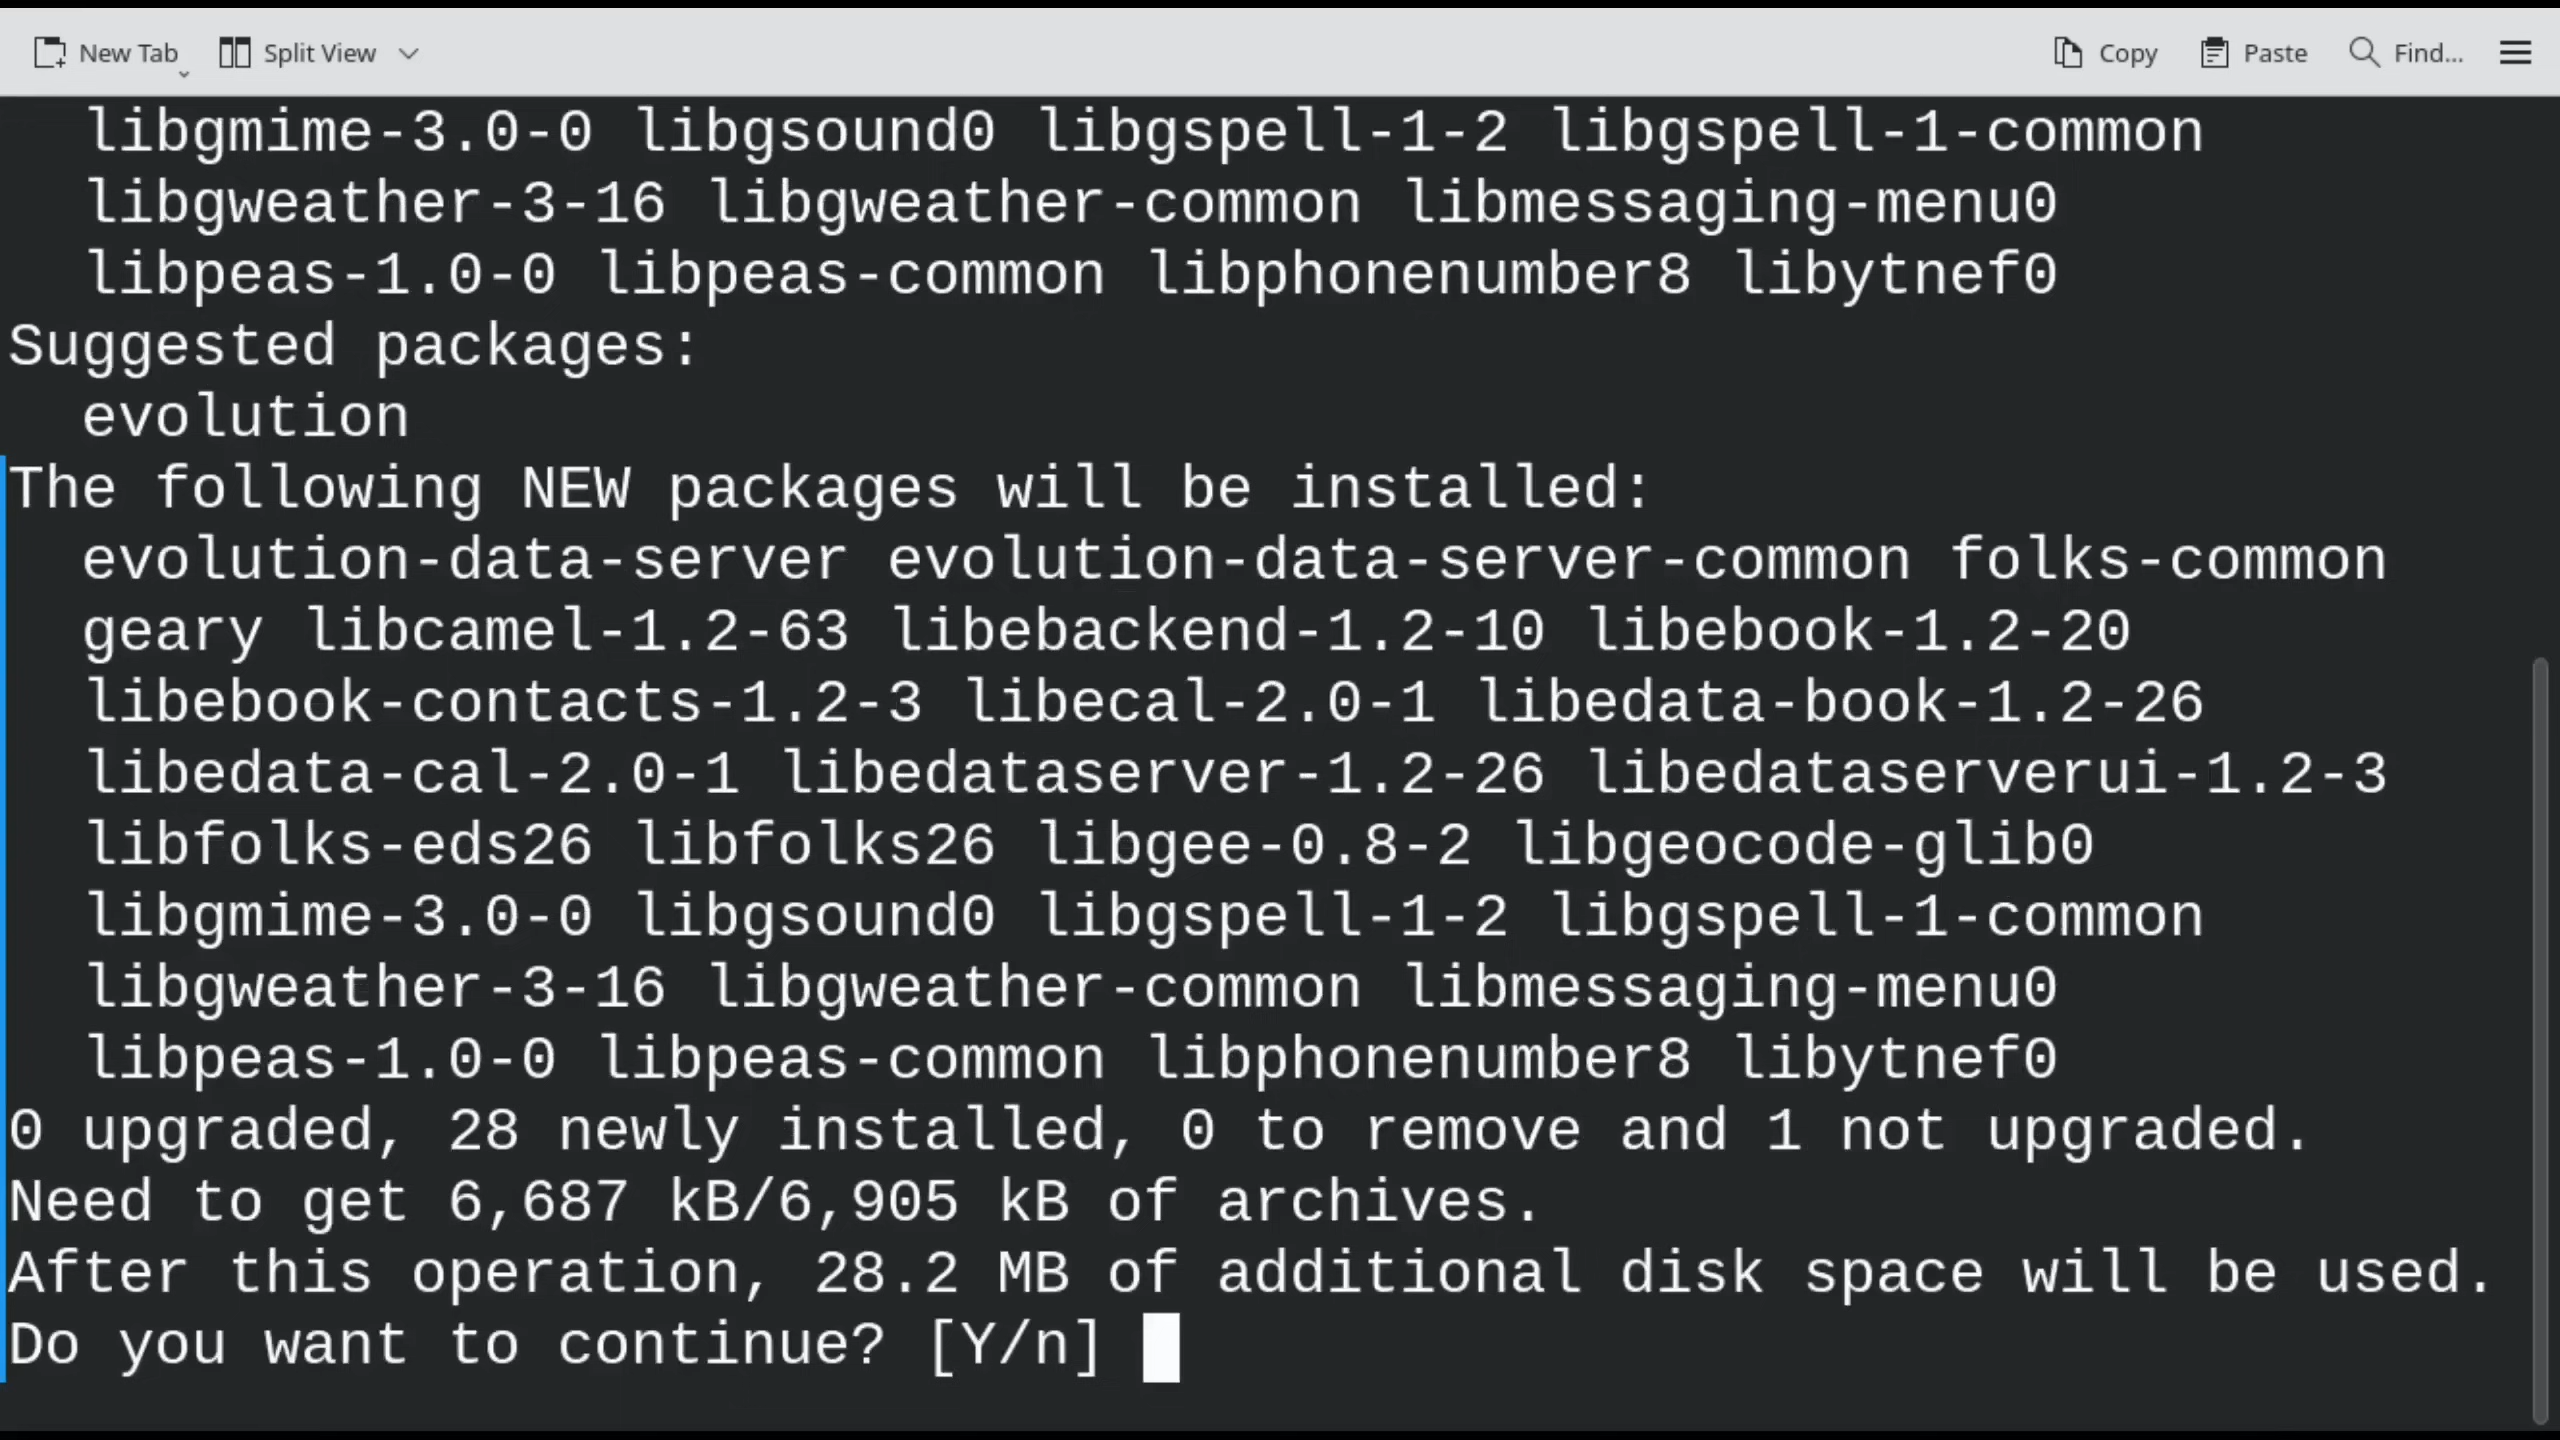 New Tab Split View Copy Paste Find...
libgmime-3.0-0 libgsound0 libgspell-1-2 libgspell-1-common
libgweather-3-16 libgweather-common libmessaging-menu0
libpeas-1.0-0 libpeas-common libphonenumber8 libytnef0
Suggested packages:
evolution
The following NEW packages will be installed:
evolution-data-server evolution-data-server-common folks-common
geary libcamel-1.2-63 libebackend-1.2-10 libebook-1.2-20
libebook-contacts-1.2-3 libecal-2.0-1 libedata-book-1.2-26
libedata-cal-2.0-1 libedataserver-1.2-26 libedataserverui-1.2-3
libfolks-eds26 libfolks26 libgee-0.8-2 libgeocode-glib0
libgmime-3.0-0 libgsound0 libgspell-1-2 libgspell-1-common
libgweather-3-16 libgweather-common libmessaging-menu0
libpeas-1.0-0 libpeas-common libphonenumber8 libytnef0
0 upgraded, 28 newly installed, 0 to remove and 1 not upgraded.
Need to get 6,687 kB/6,905 kB of archives.
After this operation, 28.2 MB of additional disk space will be used.
Do you want to continue? [Y/n]